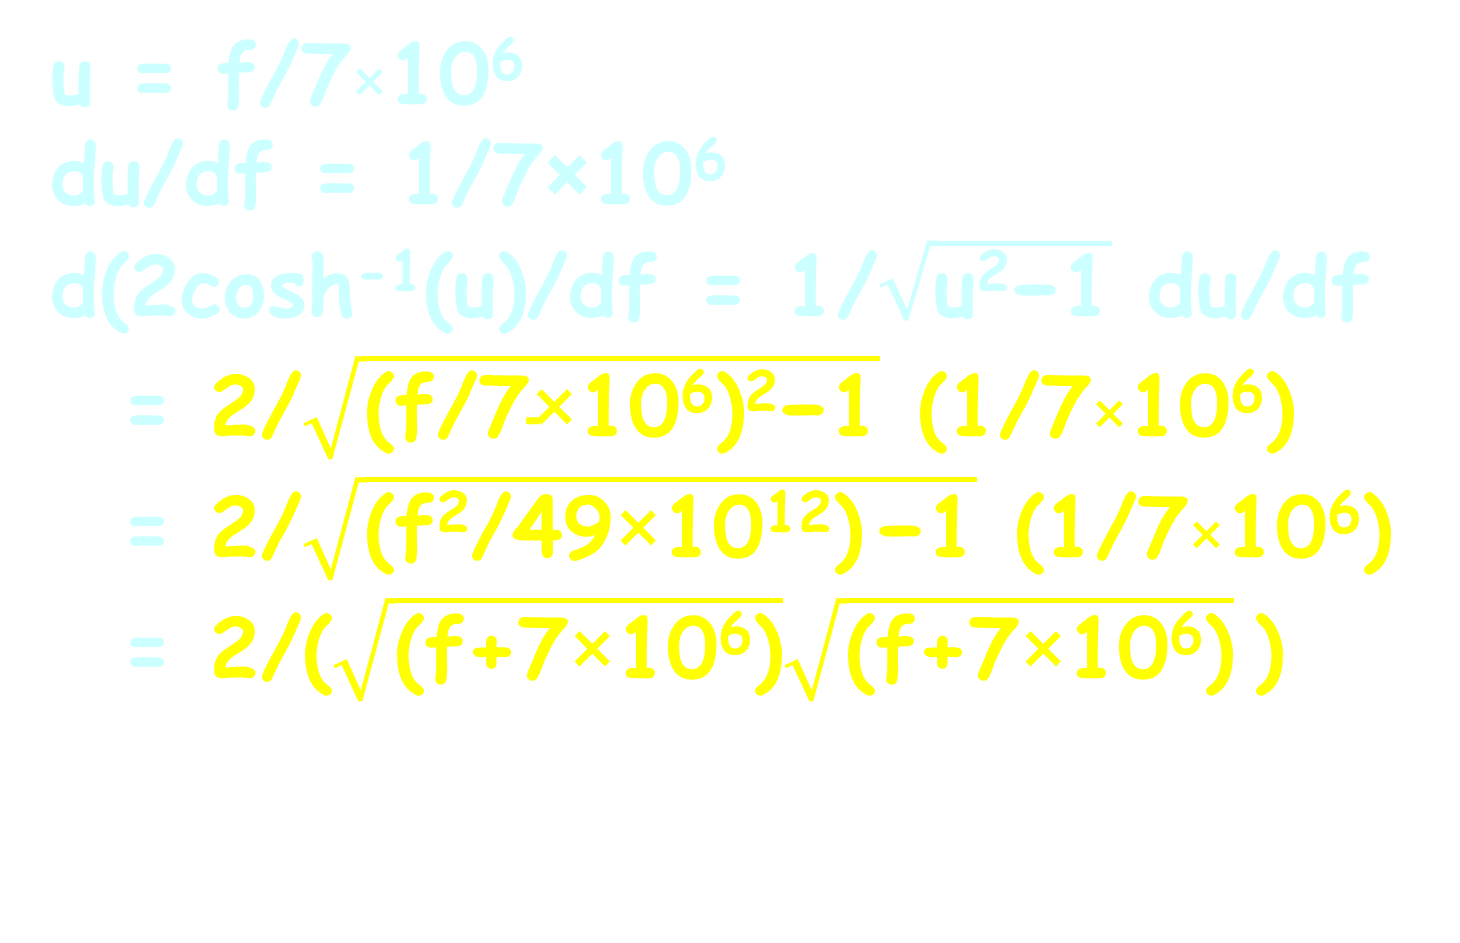 u = f/7×10⁶
du/df = 1/7×10⁶
d(2cosh⁻¹(u)/df = 1/√u²−1 du/df
= 2/√(f/7×10⁶)²−1 (1/7×10⁶)
= 2/√(f²/49×10¹²)−1 (1/7×10⁶)
= 2/(√(f+7×10⁶)√(f+7×10⁶) )